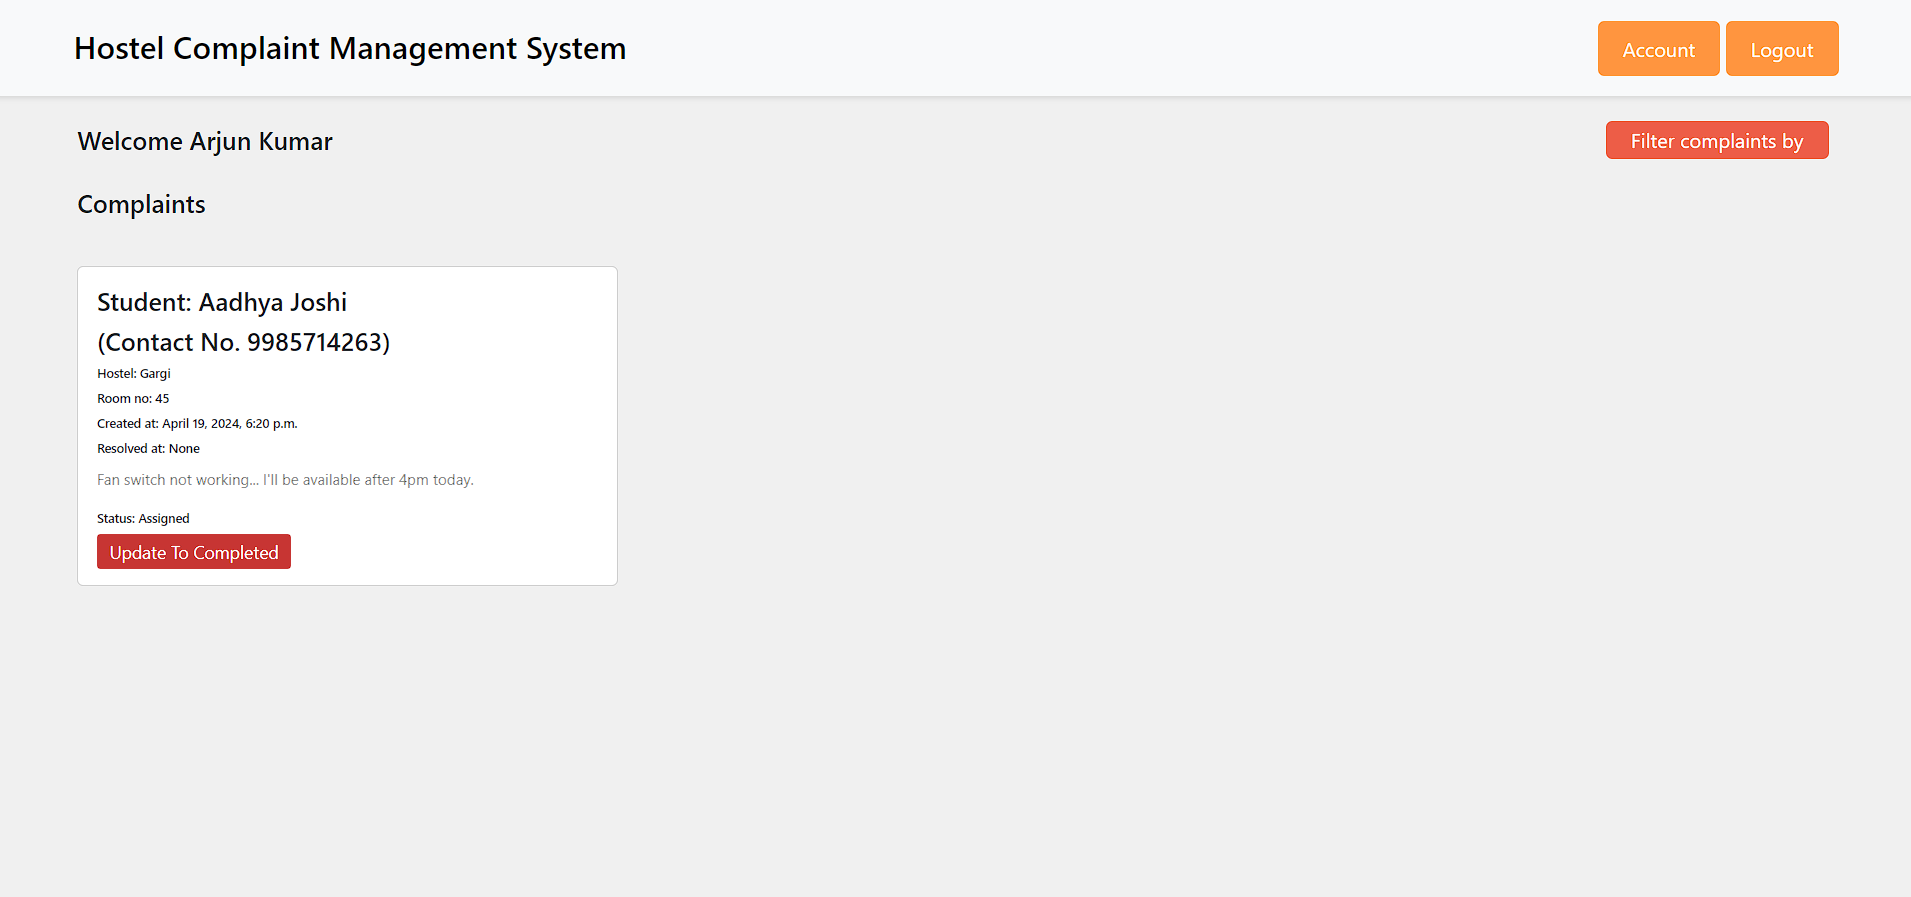 Hostel Complaint Management System
Account
Logout
Welcome Arjun Kumar
Filter complaints by
Complaints
Student: Aadhya Joshi
(Contact No. 9985714263)
Hostel: Gargi
Room no: 45
Created at: April 19, 2024, 6:20 p.m.
Resolved at: None
Fan switch not working... I'll be available after 4pm today.
Status: Assigned
Update To Completed